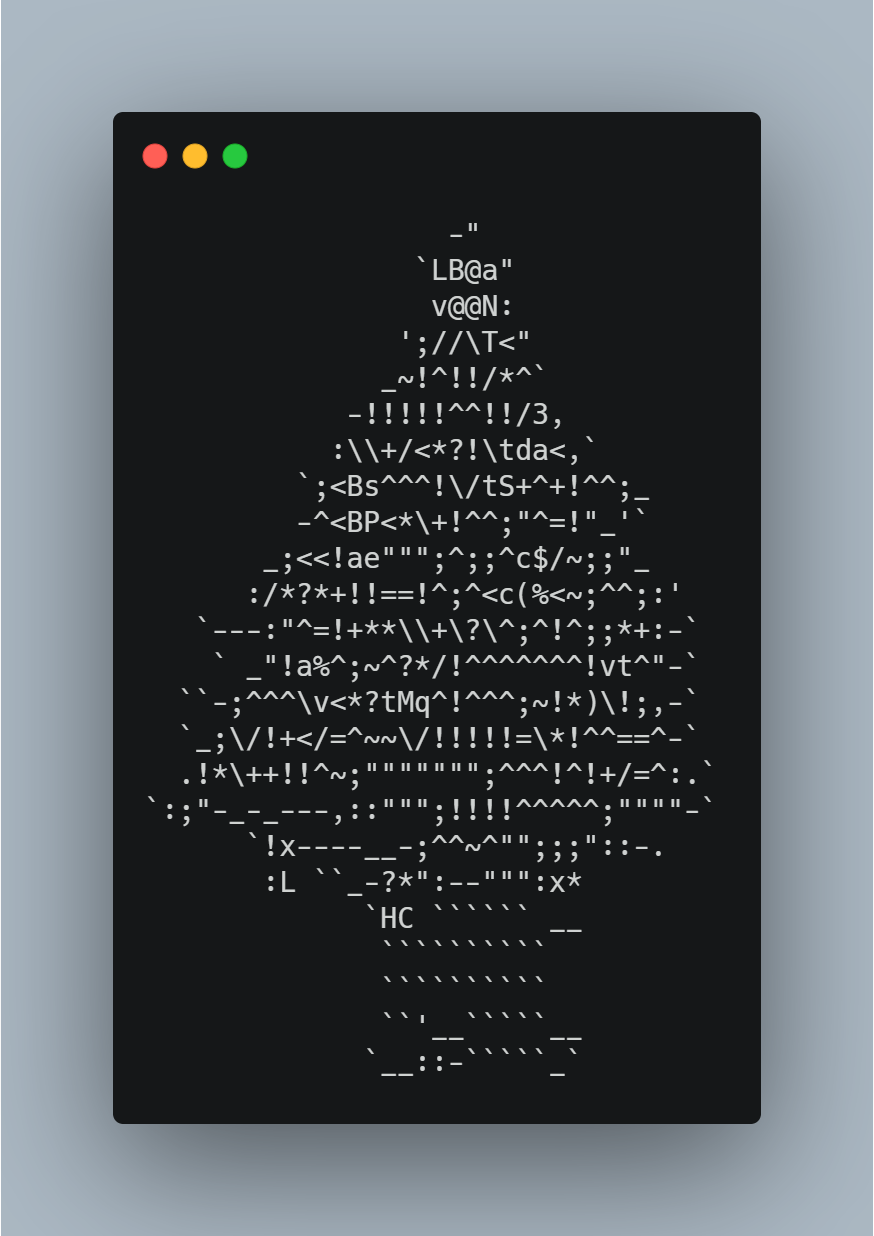 -"
                `LB@a"
                 v@@N:
               ';//\T<"
              _~!^!!/*^`
            -!!!!!^^!!/3,
           :\\+/<*?!\tda<,`
         `;<Bs^^^!\/tS+^+!^^;_
         -^<BP<*\+!^^;"^=!"_'`
       _;<<!ae""";^;;^c$/~;;"_
      :/*?*+!!==!^;^<c(%<~;^^;:'
   `---:"^=!+**\\+\?\^;^!^;;*+:-`
    ` _"!a%^;~^?*/!^^^^^^^!vt^"-`
  ``-;^^^\v<*?tMq^!^^^;~!*)\!;,-`
  `_;\/!+</=^~~\/!!!!!=\*!^^==^-`
  .!*\++!!^~;""""""";^^^!^!+/=^:.`
`:;"-_-_---,::""";!!!!^^^^^;""""-`
      `!x----__-;^^~^"";;;"::-.
       :L ``_-?*":--""":x*
             `HC `````` __
              ``````````
              ``````````
              ``'__`````__
             `__::-`````_`